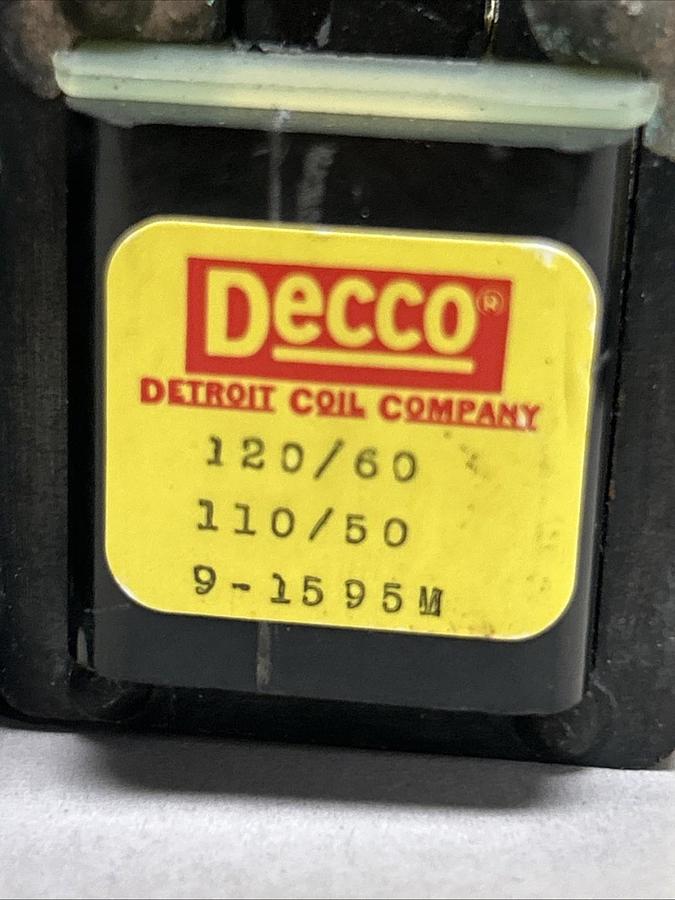 Decco®
DETROIT COIL COMPANY
120/60
110/50
9-1595M